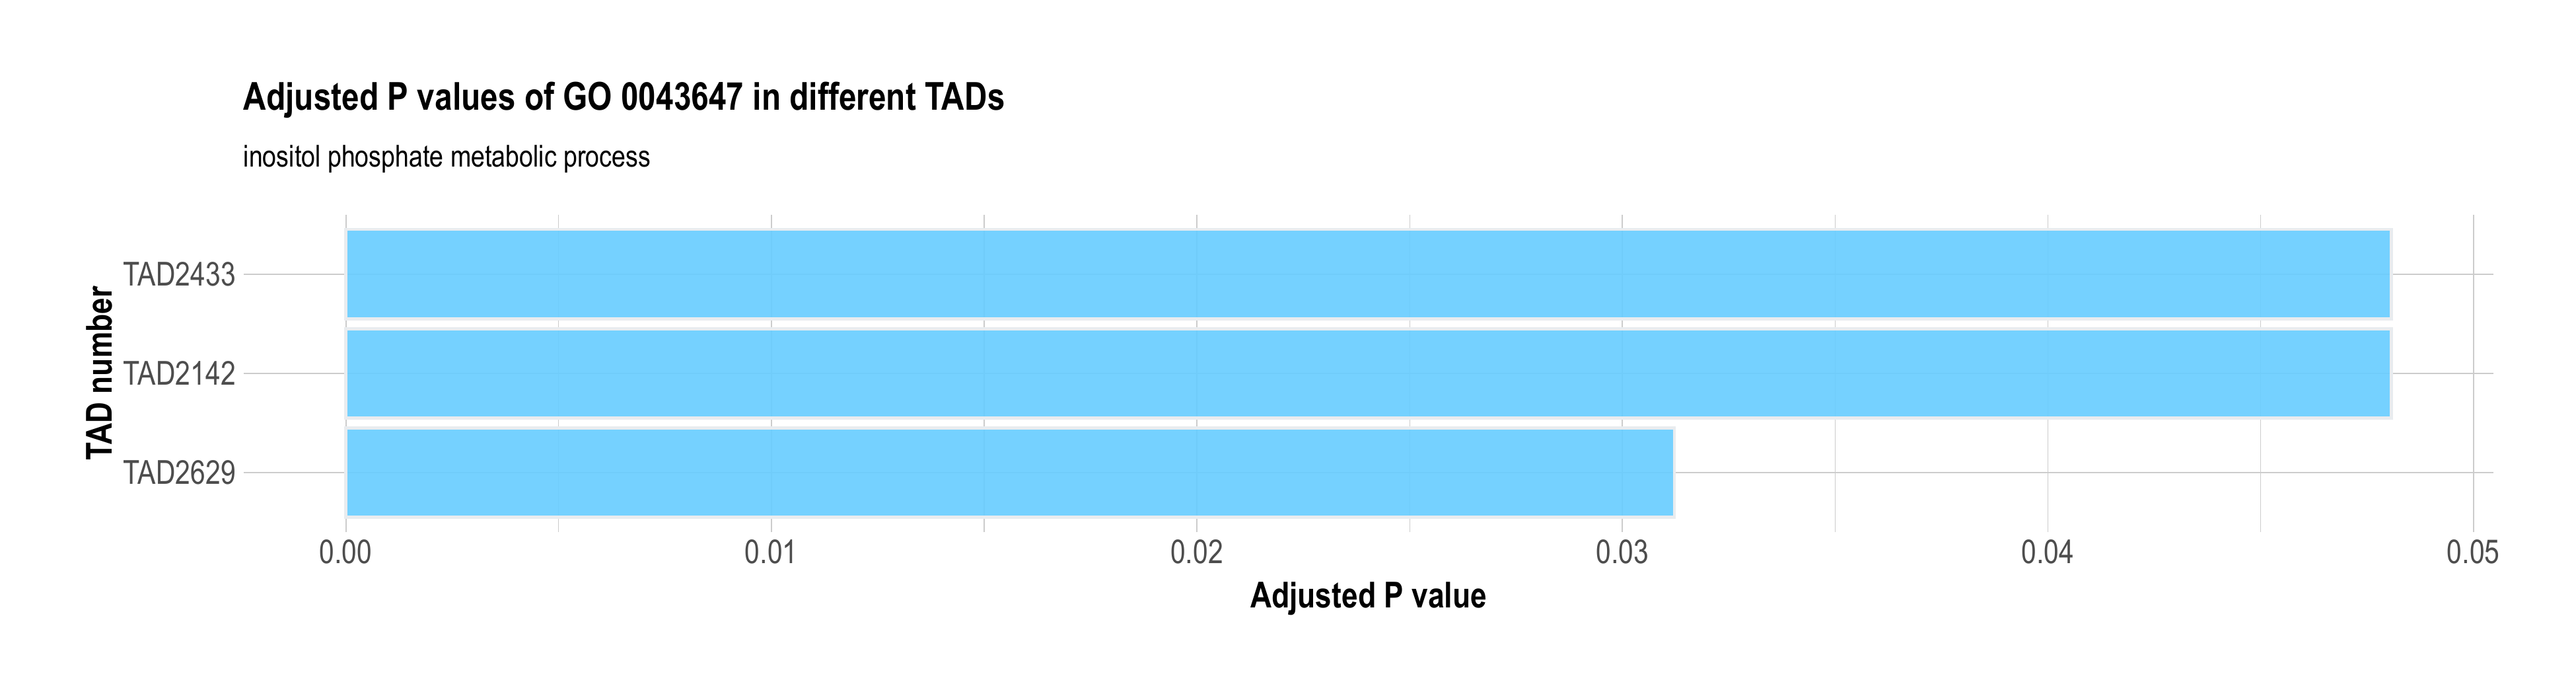 Adjusted P values of GO 0043647 in different TADs
inositol phosphate metabolic process
TAD number
TAD2433
TAD2142
TAD2629
0.00 0.01 0.02 0.03 0.04 0.05
Adjusted P value